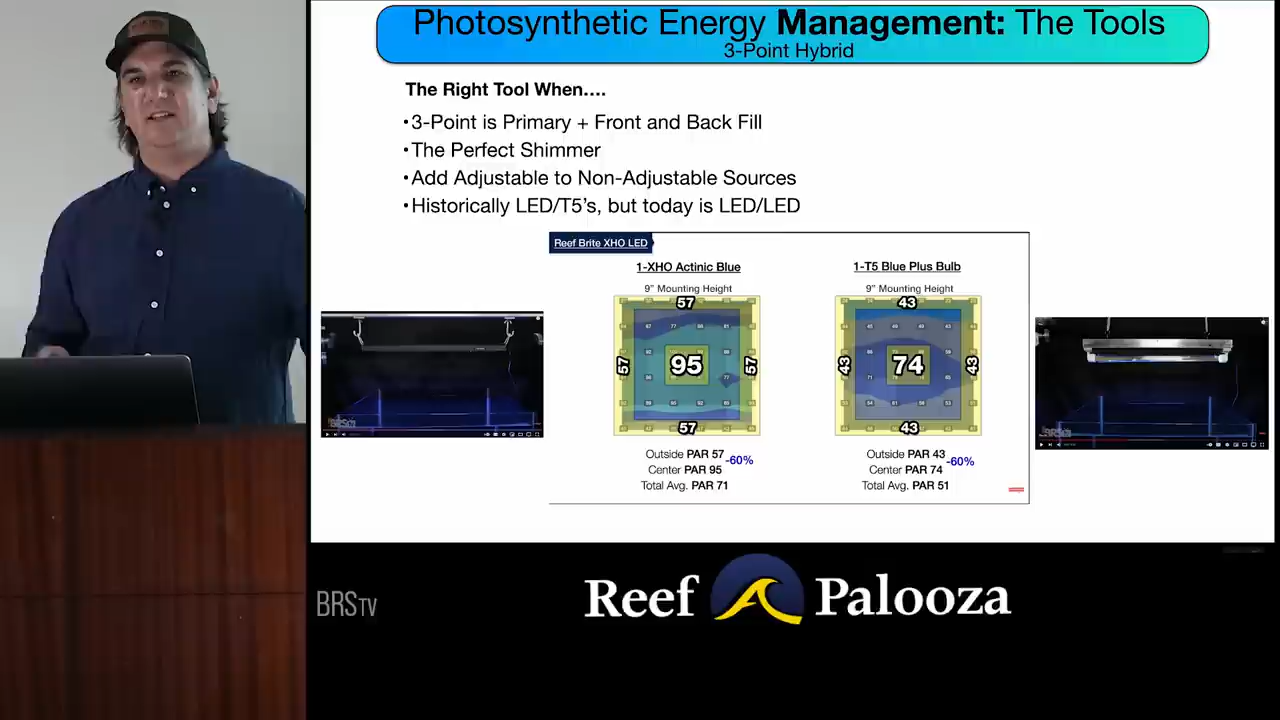 Photosynthetic Energy Management: The Tools
3-Point Hybrid
The Right Tool When....
•3-Point is Primary + Front and Back Fill
•The Perfect Shimmer
•Add Adjustable to Non-Adjustable Sources
•Historically LED/T5's, but today is LED/LED
Reef Brite XHO LED
1-XHO Actinic Blue
9" Mounting Height
57
57
95
57
57
Outside PAR 57
Center PAR 95
-60%
Total Avg. PAR 71
1-T5 Blue Plus Bulb
9" Mounting Height
43
43
74
43
43
Outside PAR 43
Center PAR 74
-60%
Total Avg. PAR 51
BRSTV
Reef Palooza